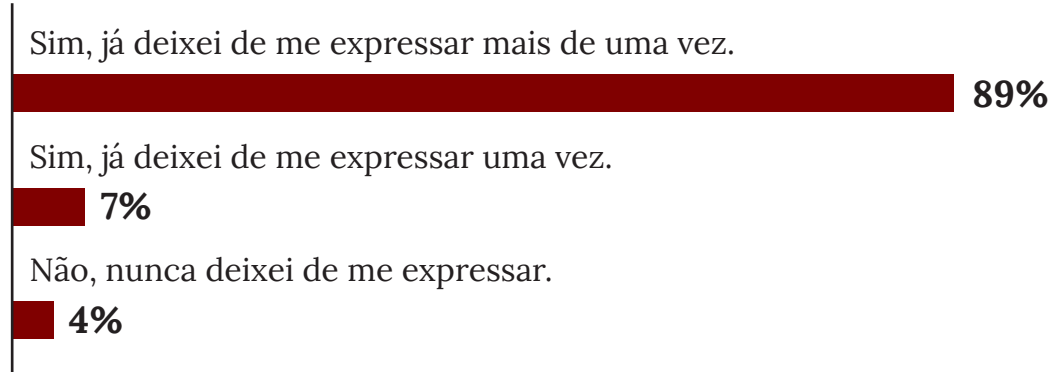 Sim, já deixei de me expressar mais de uma vez.
89%
Sim, já deixei de me expressar uma vez.
7%
Não, nunca deixei de me expressar.
4%